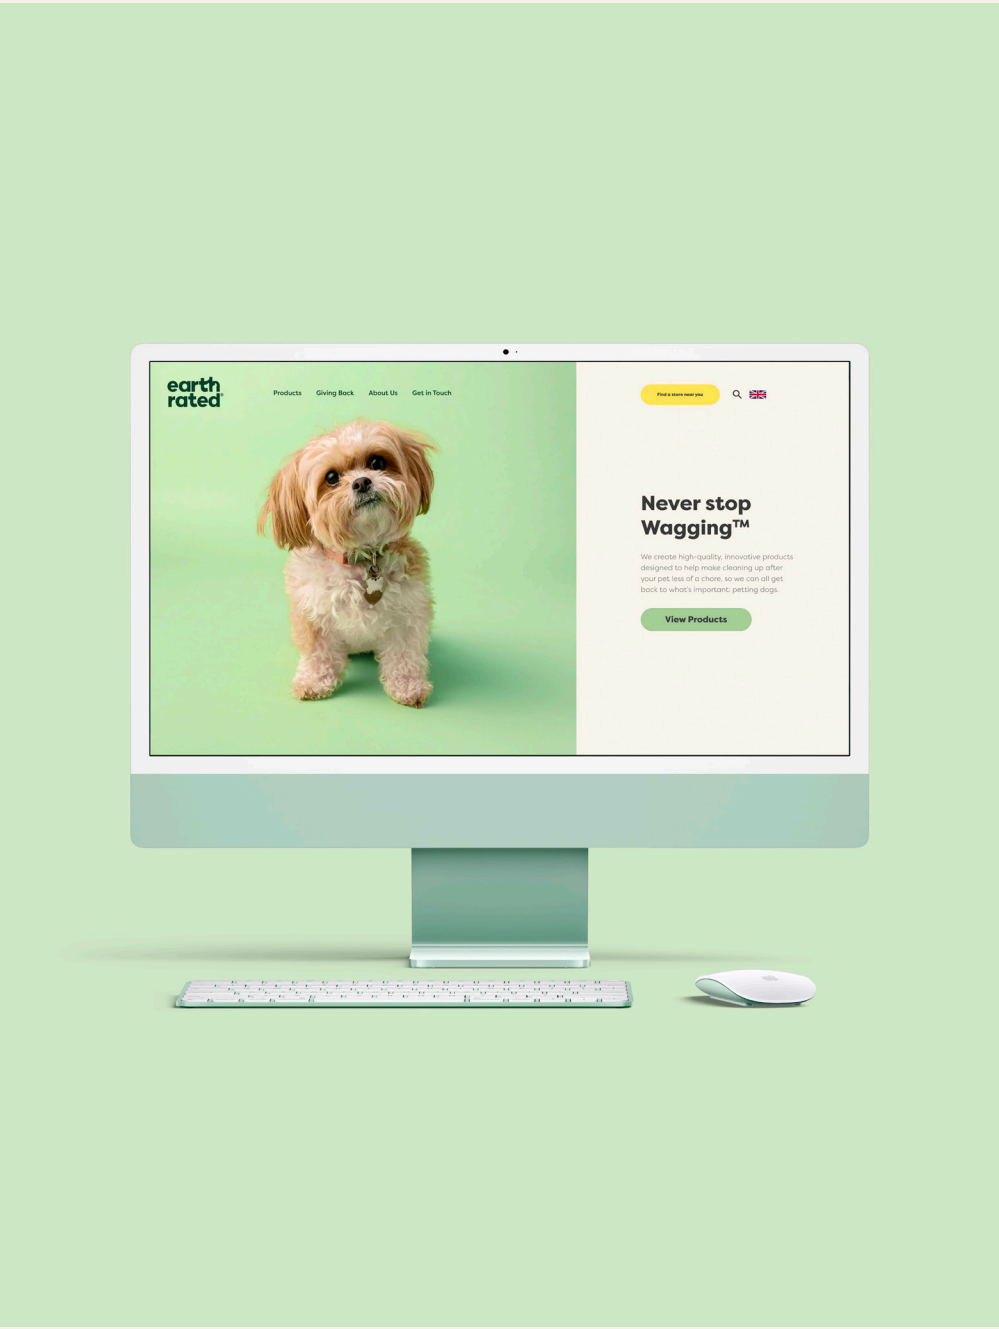 earth
rated®
Products Giving Back About Us Get in Touch
Find a store near you
Never stop
Wagging™
We create high-quality, innovative products
designed to help make cleaning up after
your pet less of a chore, so we can all get
back to what's important: petting dogs.
View Products